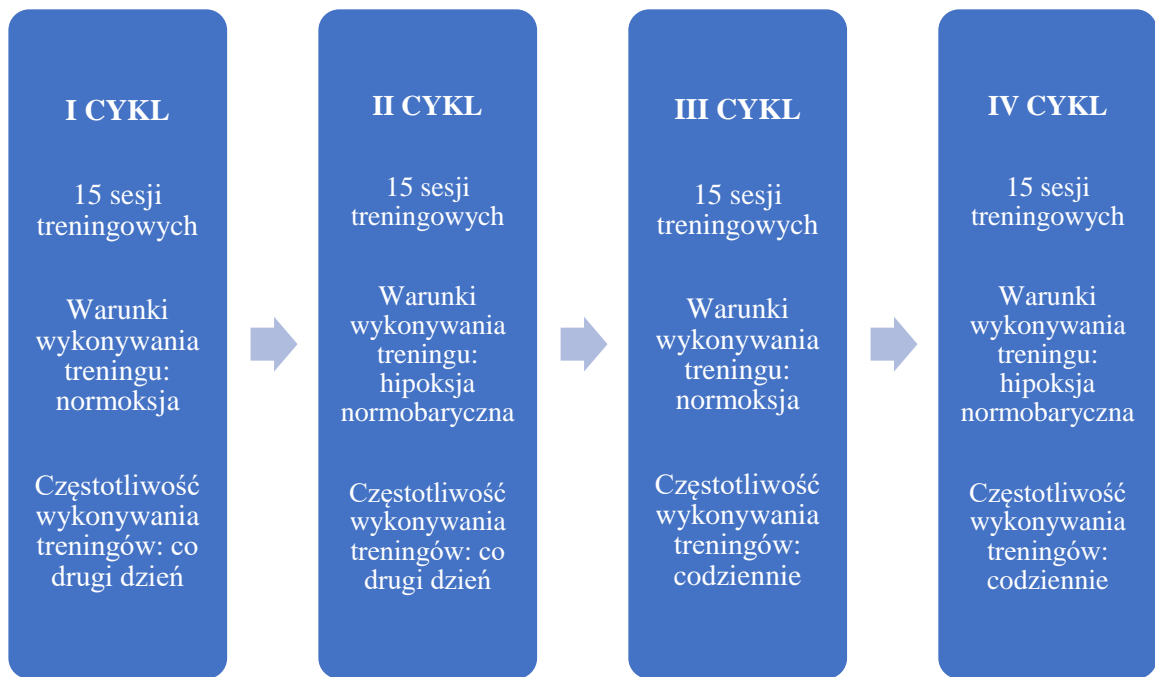 I CYKL
15 sesji
treningowych
Warunki
wykonywania
treningu:
normoksja
Częstotliwość
wykonywania
treningów: co
drugi dzień
II CYKL
15 sesji
treningowych
Warunki
wykonywania
treningu:
hipoksja
normobaryczna
Częstotliwość
wykonywania
treningów: co
drugi dzień
III CYKL
15 sesji
treningowych
Warunki
wykonywania
treningu:
normoksja
Częstotliwość
wykonywania
treningów:
codziennie
IV CYKL
15 sesji
treningowych
Warunki
wykonywania
treningu:
hipoksja
normobaryczna
Częstotliwość
wykonywania
treningów:
codziennie